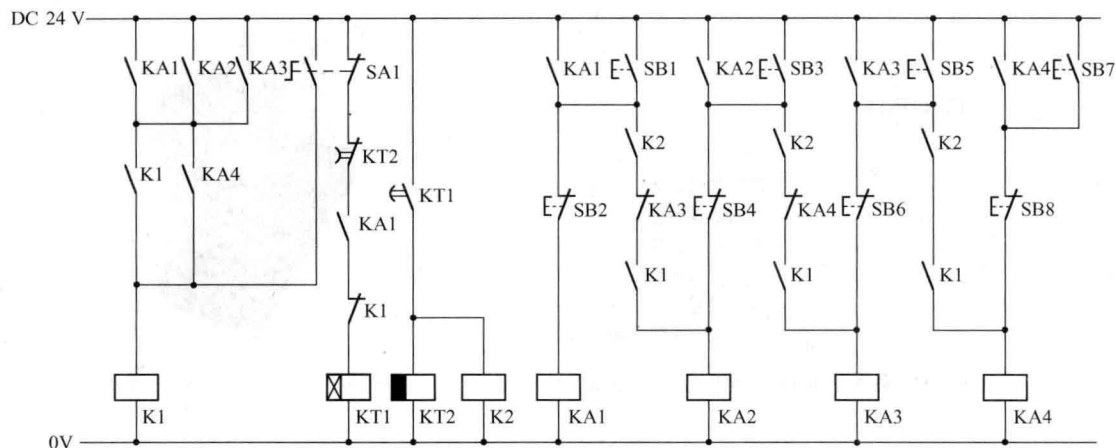 DC 24 V
KA1 KA2 KA3 SA1 KA1 SB1 KA2 SB3 KA3 SB5 KA4 SB7
KT2 K2 K2 K2
K1 KA4 KT1 SB2 KA3 SB4 KA4 SB6 SB8
KA1
K1 K1 K1 K1
K1 KT1 KT2 K2 KA1 KA2 KA3 KA4
0V